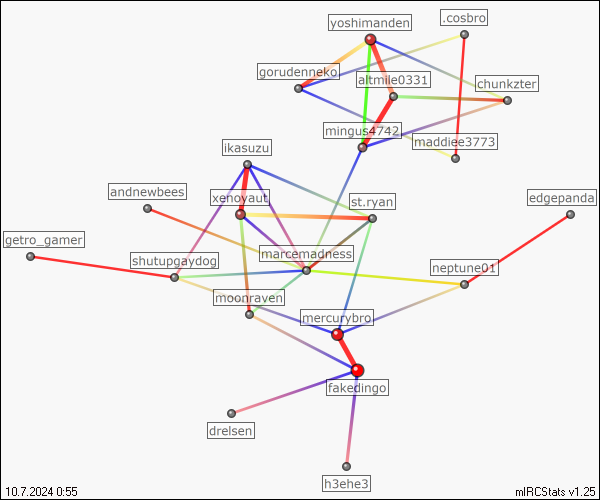 yoshimanden
.cosbro
gorudenneko
altmile0331
chunkzter
mingus4742
maddiee3773
ikasuzu
andnewbees
xenoyaut
st.ryan
edgepanda
getro_gamer
shutupgaydog
marcemadness
neptune01
moonraven
mercurybro
fakedingo
drelsen
h3ehe3
10.7.2024 0:55
mIRCStats v1.25